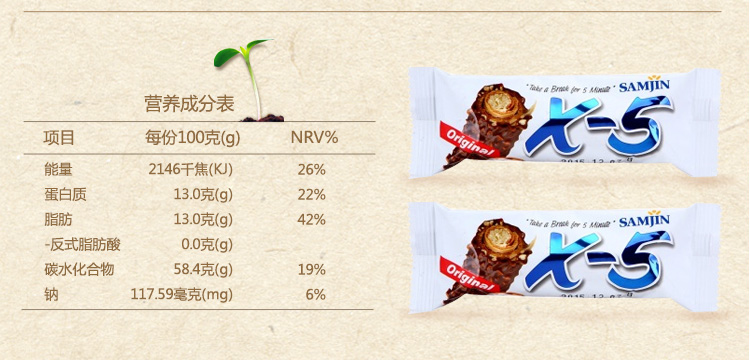 营养成分表
项目 每份100克(g) NRV%
能量 2146千焦(KJ) 26%
蛋白质 13.0克(g) 22%
脂肪 13.0克(g) 42%
-反式脂肪酸 0.0克(g)
碳水化合物 58.4克(g) 19%
钠 117.59毫克(mg) 6%
"Take a Break for 5 Minute" SAMJIN
X-5
Original
"Take a Break for 5 Minute" SAMJIN
X-5
Original